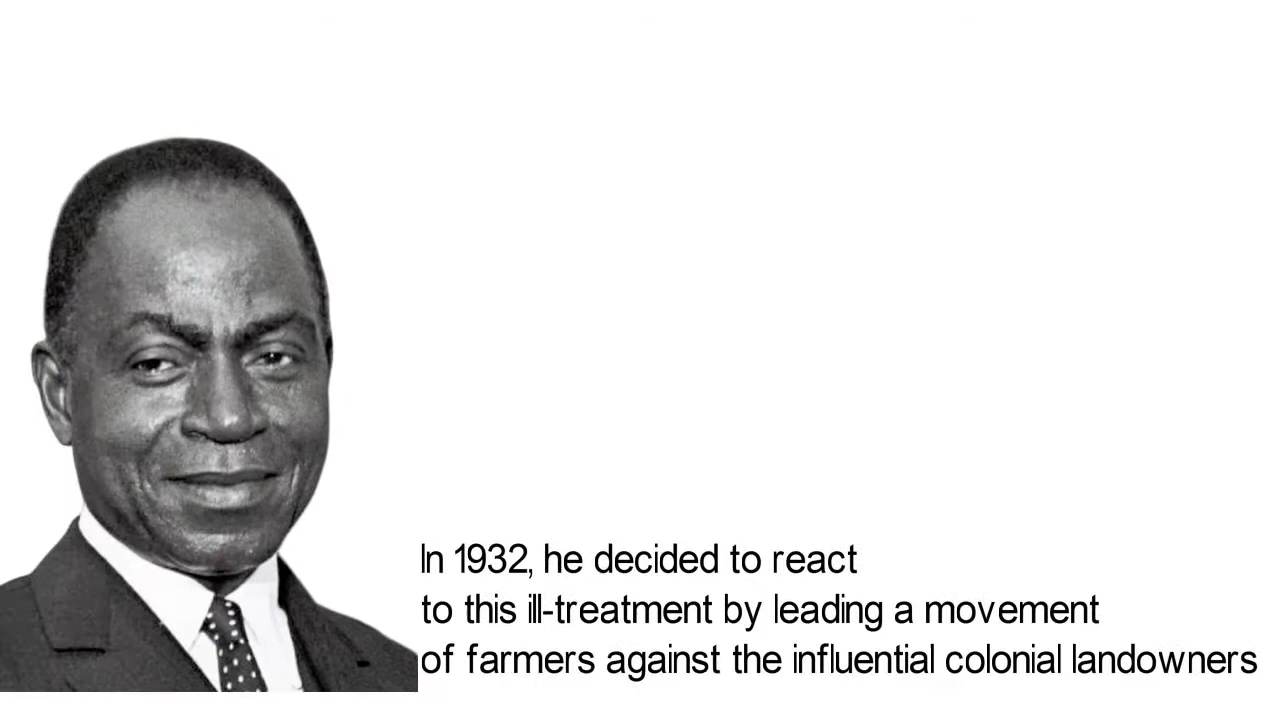 In 1932, he decided to react
to this ill-treatment by leading a movement
of farmers against the influential colonial landowners